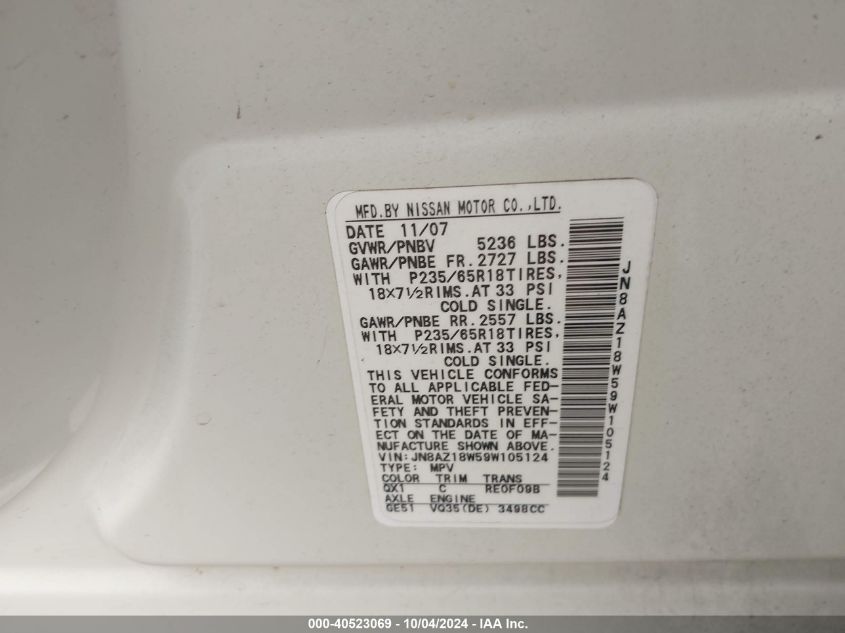 MFD.BY NISSAN MOTOR CO.,LTD.
DATE 11/07
GVWR/PNBV 5236 LBS.
GAWR/PNBE FR. 2727 LBS.
WITH P235/65R18TIRES,
18X7½RIMS.AT 33 PSI
COLD SINGLE.
GAWR/PNBE RR. 2557 LBS.
WITH P235/65R18TIRES,
18X7½RIMS.AT 33 PSI
COLD SINGLE.
THIS VEHICLE CONFORMS
TO ALL APPLICABLE FED-
ERAL MOTOR VEHICLE SA-
FETY AND THEFT PREVEN-
TION STANDARDS IN EFF-
ECT ON THE DATE OF MA-
NUFACTURE SHOWN ABOVE.
VIN:JN8AZ18W59W105124
TYPE: MPV
COLOR TRIM TRANS
QX1 C RE0F09B
AXLE ENGINE
GE51 VQ35(DE) 3498CC
JN8AZ18W59W105124
000-40523069 - 10/04/2024 - IAA Inc.